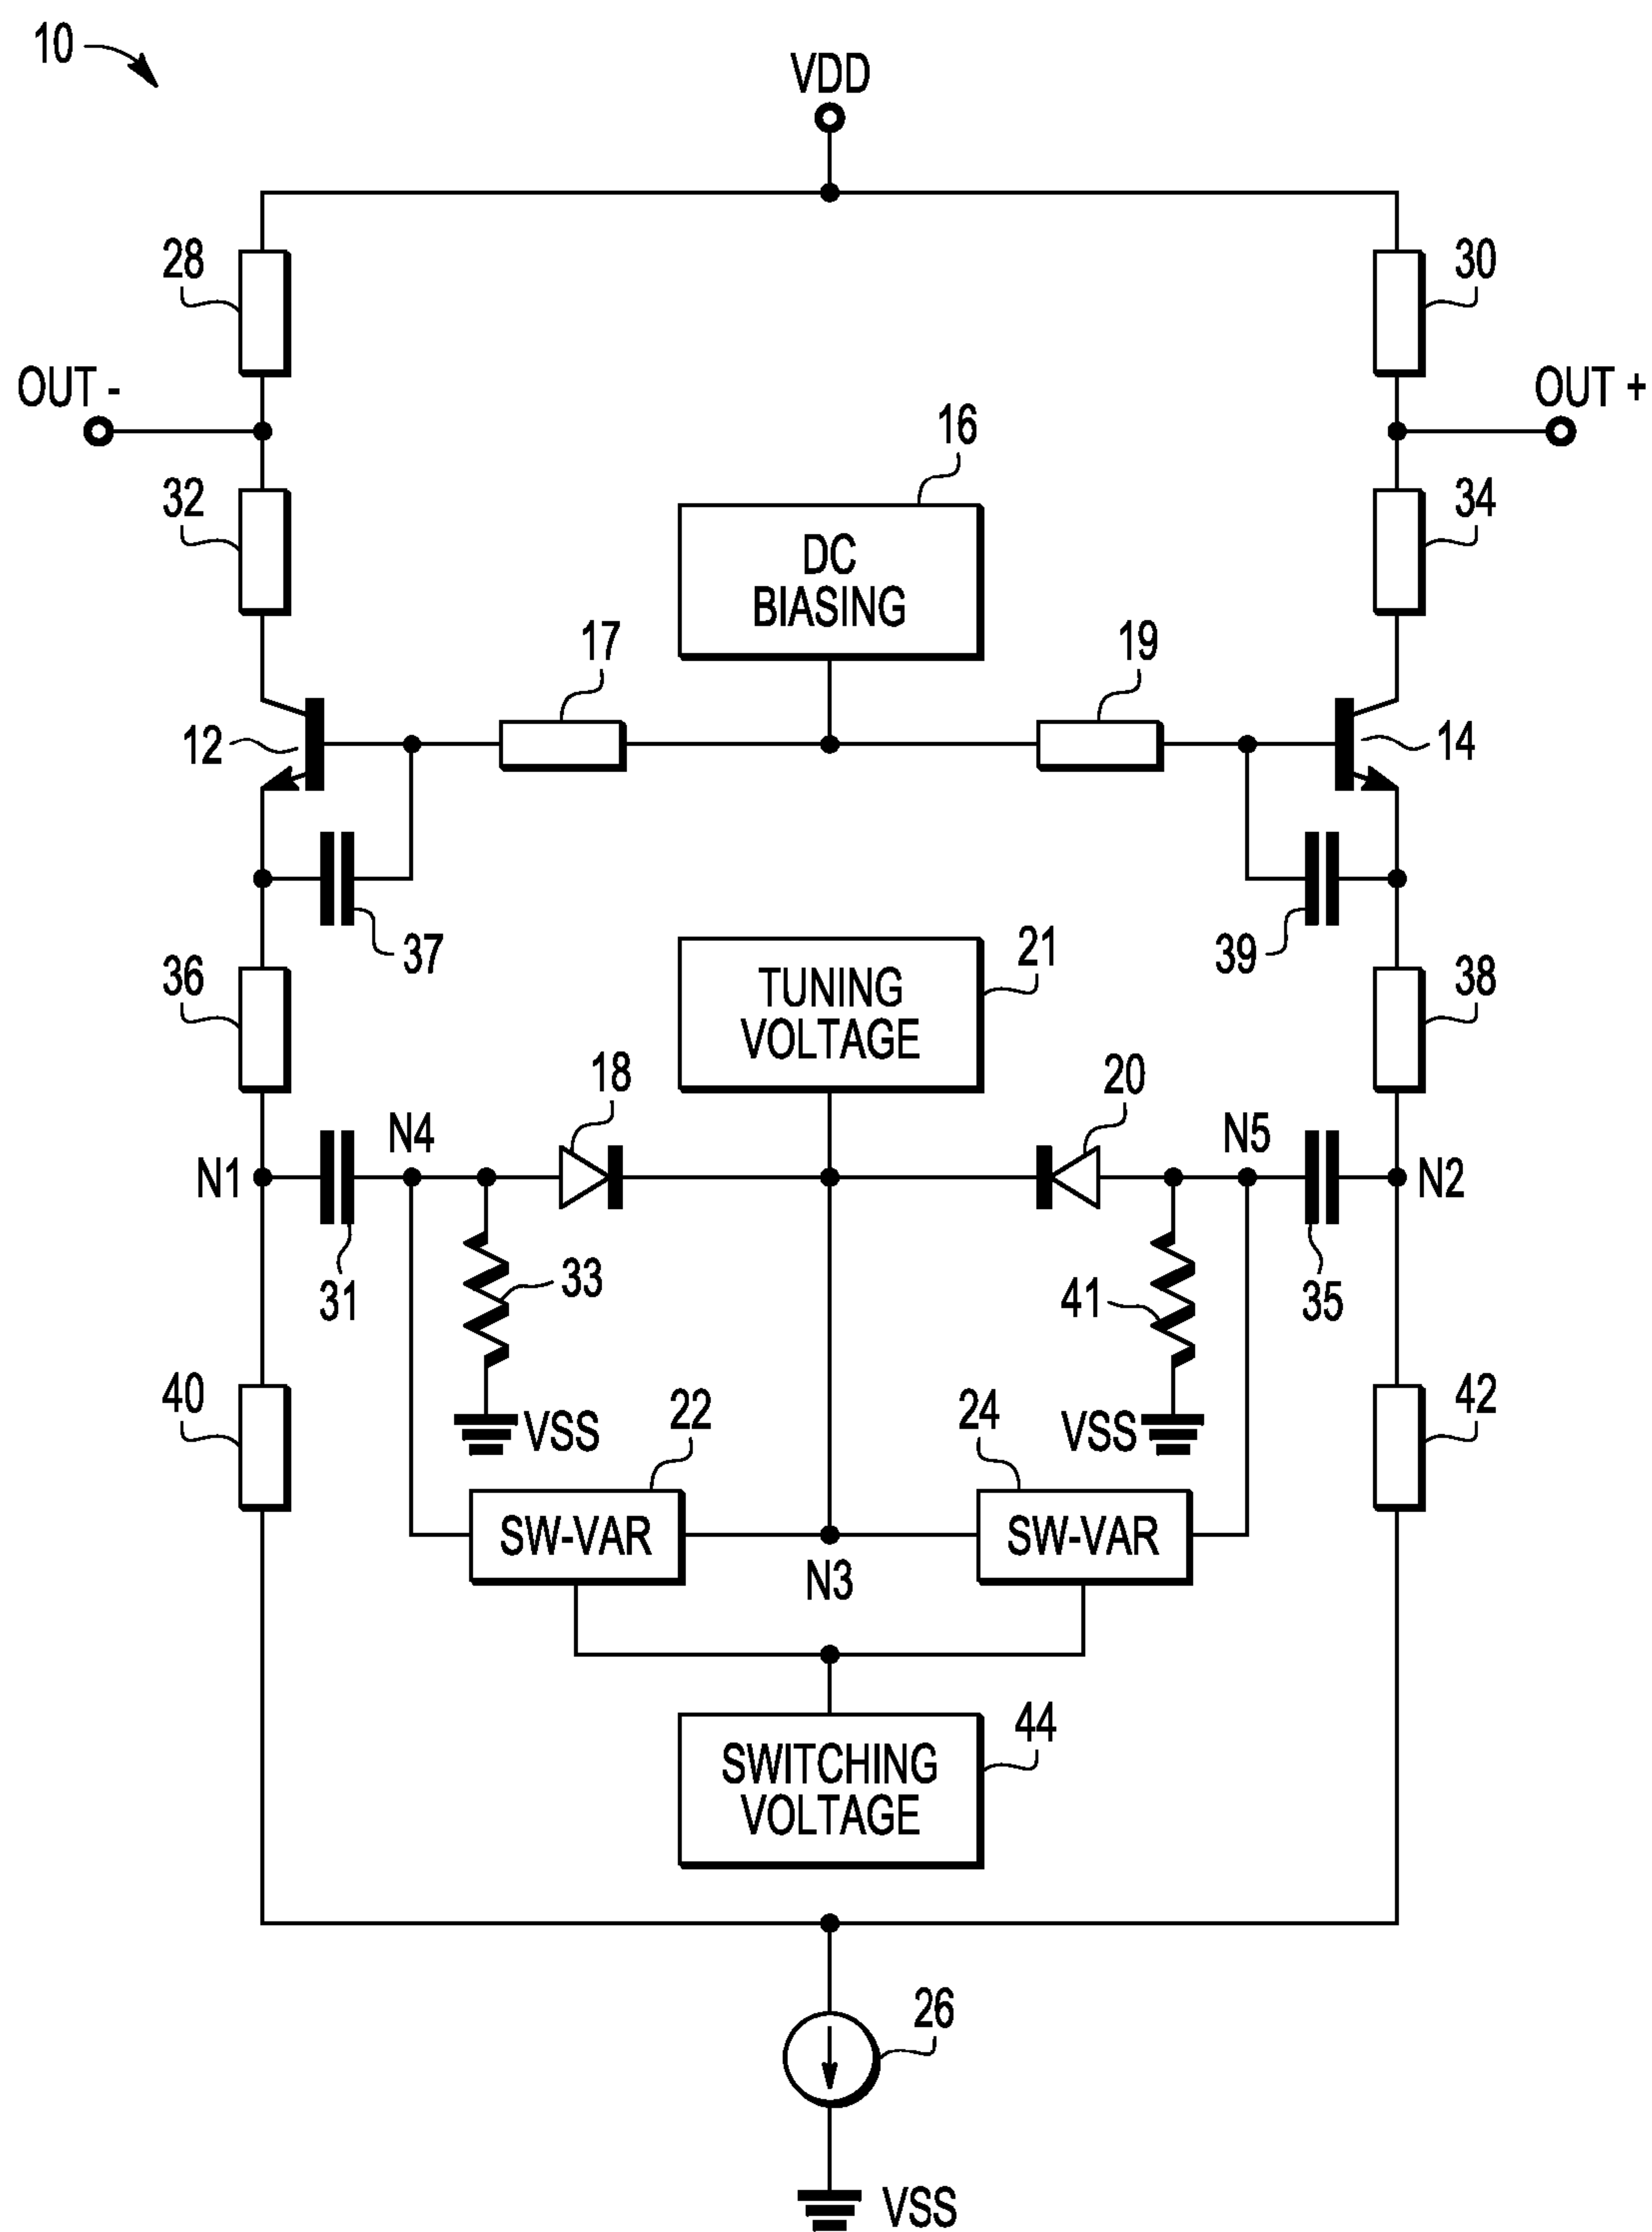 10
VDD
28
30
OUT -
OUT +
16
32
34
DC
BIASING
17
19
12
14
37
39
21
36
38
TUNING
VOLTAGE
18
20
N4
N5
N1
N2
31
33
41
35
40
42
22
24
VSS
VSS
SW-VAR
SW-VAR
N3
44
SWITCHING
VOLTAGE
26
VSS